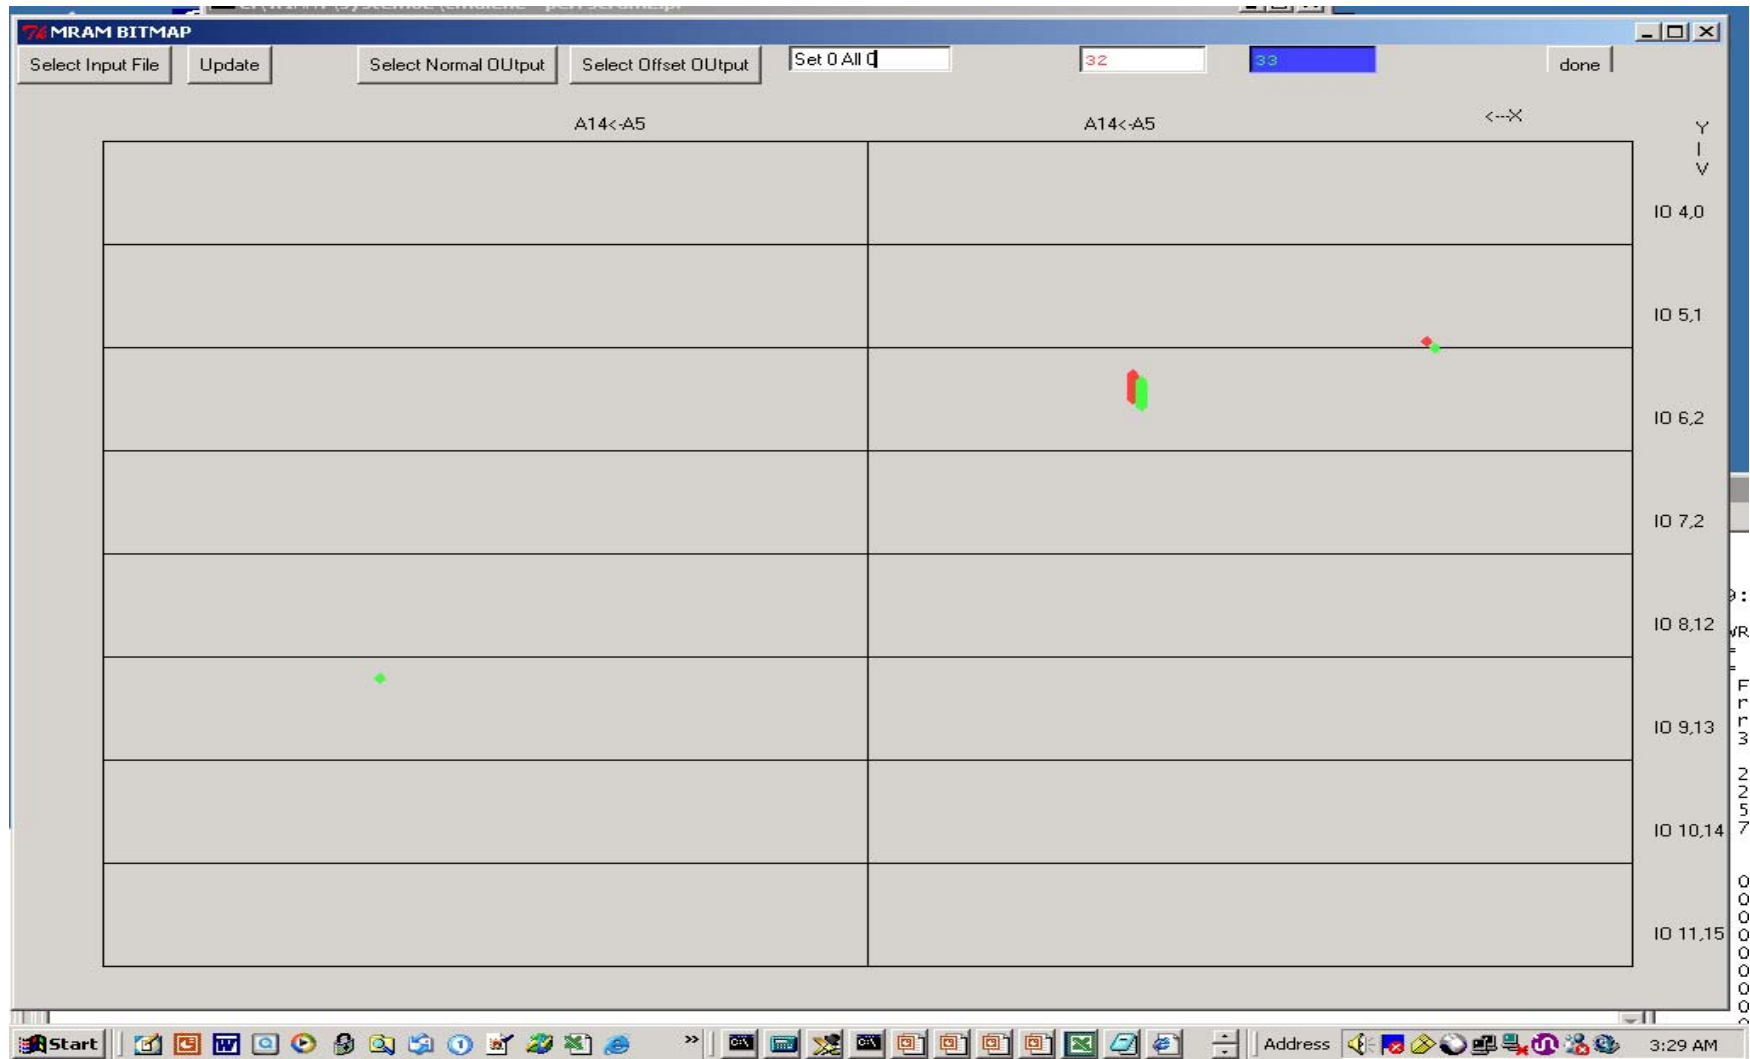 MRAM BITMAP
Select Input File Update Select Normal OUtput Select Offset OUtput Set 0 All 0 32 33 done
A14<-A5 A14<-A5 <---X
Y
|
V
IO 4,0
IO 5,1
IO 6,2
IO 7,2
IO 8,12
IO 9,13
IO 10,14
IO 11,15
Start Address 3:29 AM